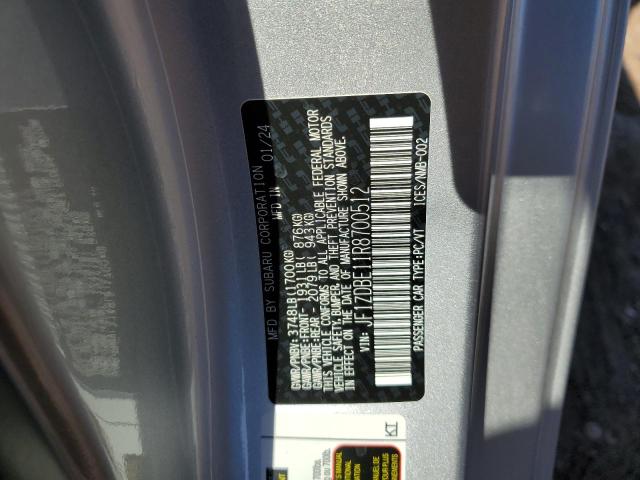 MFD BY SUBARU CORPORATION 01/24
MFD IN
GVWR/PNBV: 3748LB(1700KG)
GAWR/PNBE:FRONT- 1931LB( 876KG)
GAWR/PNBE:REAR - 2079LB( 943KG)
THIS VEHICLE CONFORMS TO ALL APPLICABLE FEDERAL MOTOR
VEHICLE SAFETY, BUMPER, AND THEFT PREVENTION STANDARDS
IN EFFECT ON THE DATE OF MANUFACTURE SHOWN ABOVE.
VIN: JF1ZDBE11R8700512
PASSENGER CAR TYPE:PC/VT ICES/NMB-002
KI